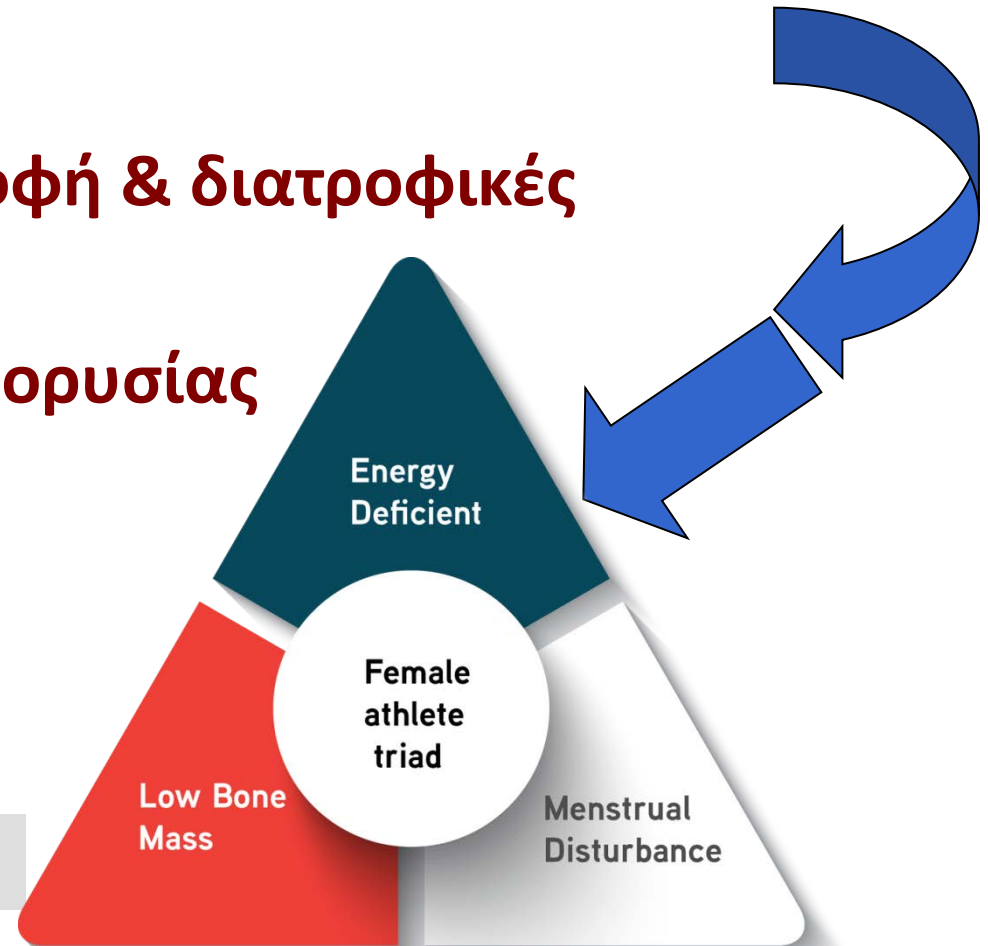 οφή & διατροφικές
ορυσίας
Energy
Deficient
Female
athlete
triad
Low Bone
Mass
Menstrual
Disturbance